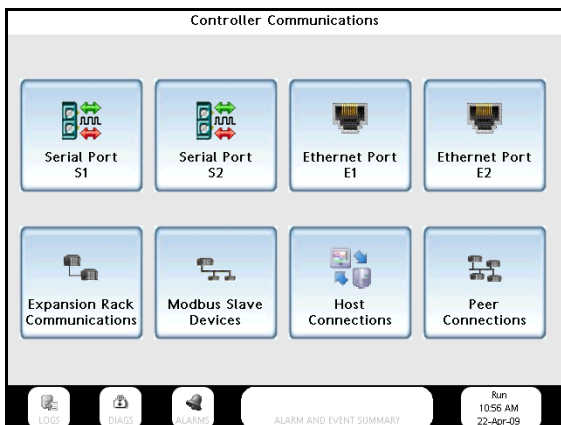 Controller Communications
Serial Port
S1
Serial Port
S2
Ethernet Port
E1
Ethernet Port
E2
Expansion Rack
Communications
Modbus Slave
Devices
Host
Connections
Peer
Connections
LOGS
DIAGS
ALARMS
ALARM AND EVENT SUMMARY
Run
10:56 AM
22-Apr-09